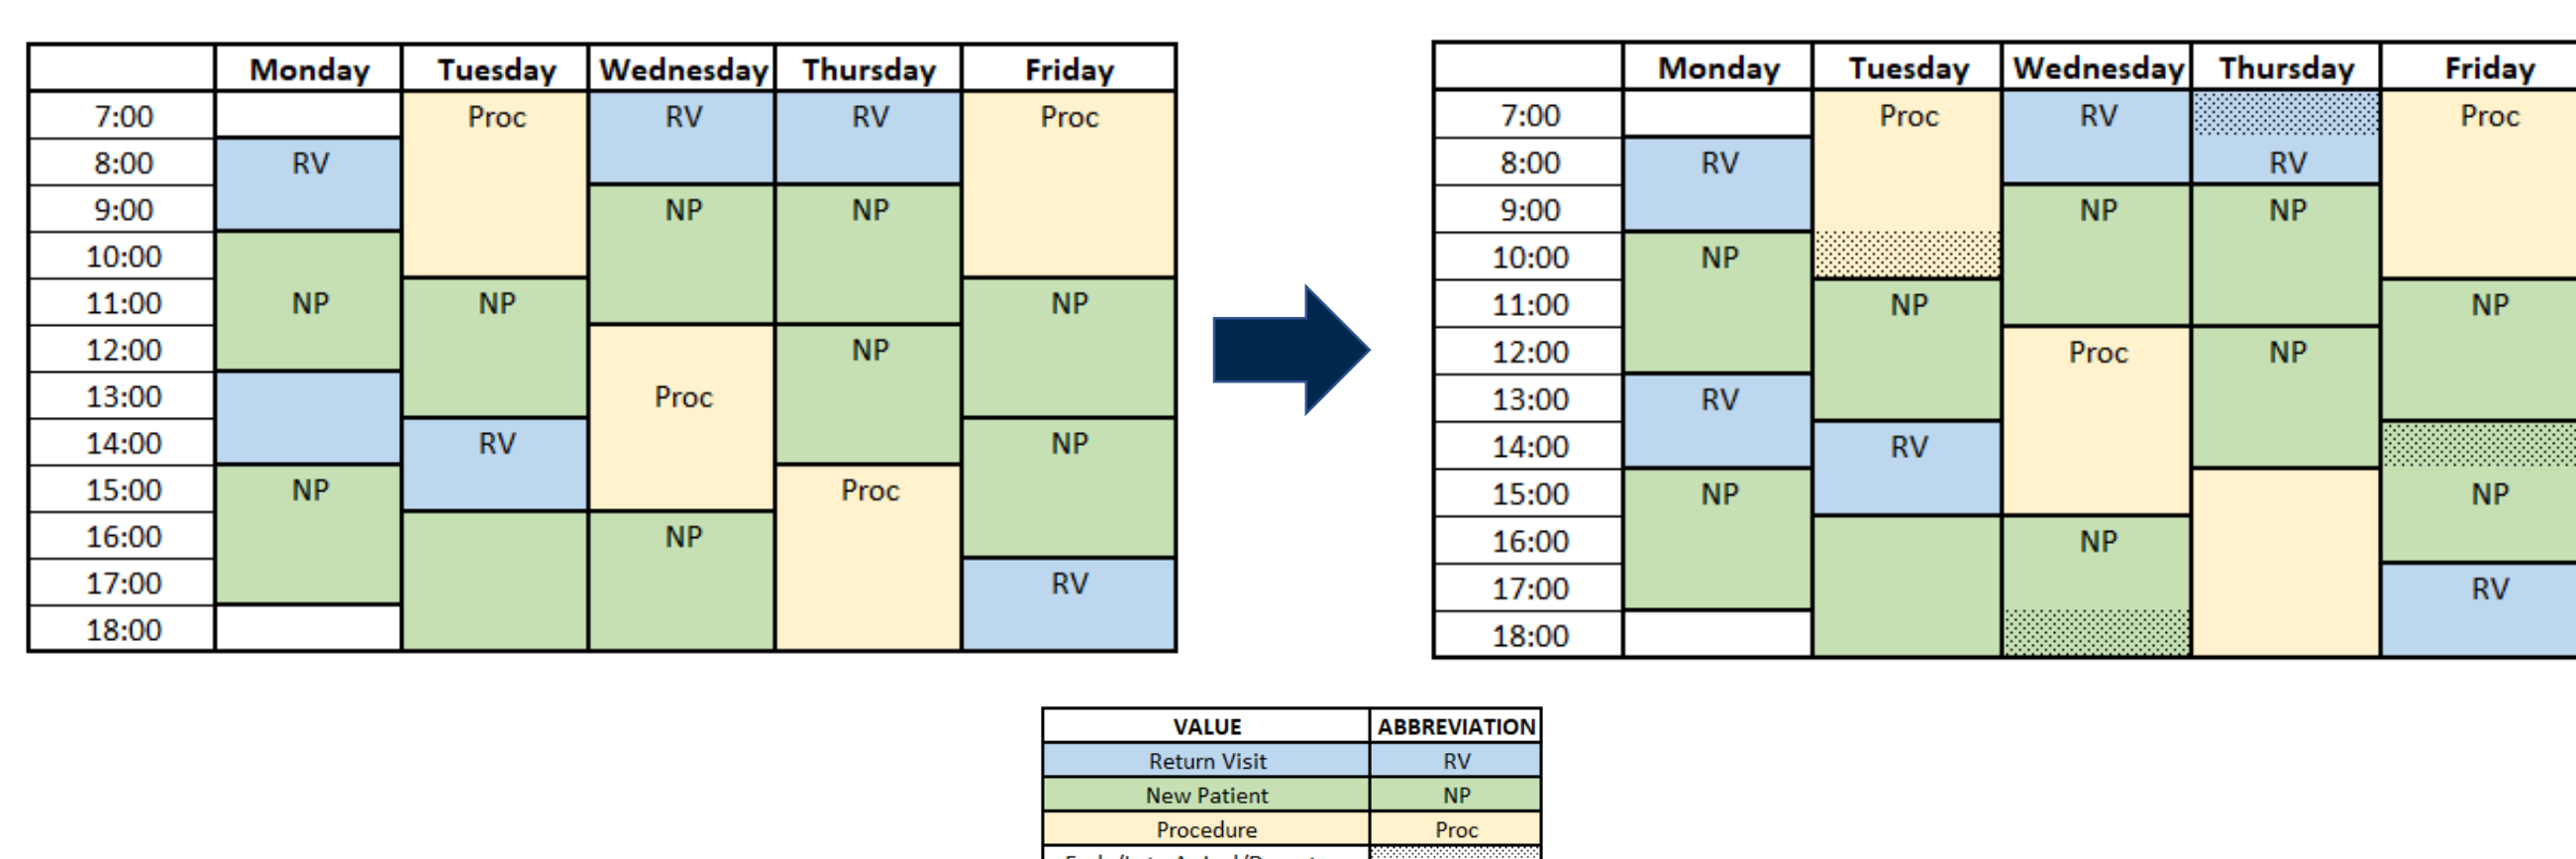 Monday Tuesday Wednesday Thursday Friday
7:00 Proc RV RV Proc
8:00 RV
9:00 NP NP
10:00
11:00 NP NP NP
12:00 NP
13:00 Proc
14:00 RV NP
15:00 NP Proc
16:00 NP
17:00 RV
18:00
Monday Tuesday Wednesday Thursday Friday
7:00 Proc RV Proc
8:00 RV RV
9:00 NP NP
10:00 NP
11:00 NP NP
12:00 Proc NP
13:00 RV
14:00 RV
15:00 NP NP
16:00 NP
17:00 RV
18:00
VALUE ABBREVIATION
Return Visit RV
New Patient NP
Procedure Proc